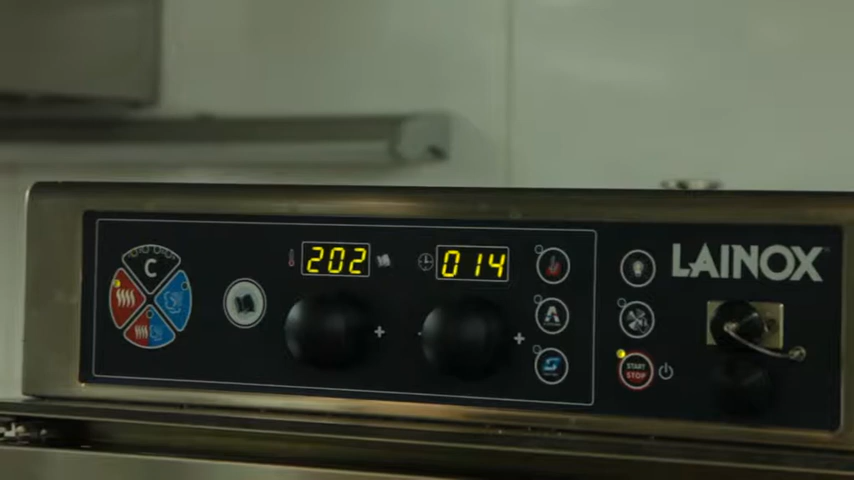 C
202
014
+
- +
A
START
STOP
LAINOX